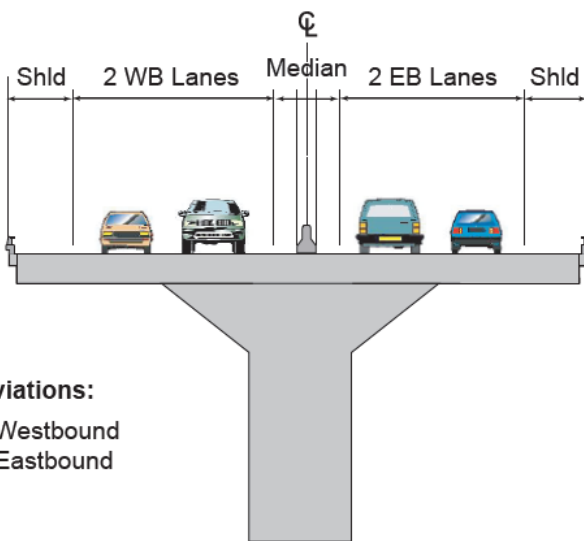 ℄
Shld 2 WB Lanes Median 2 EB Lanes Shld
viations:
Westbound
Eastbound